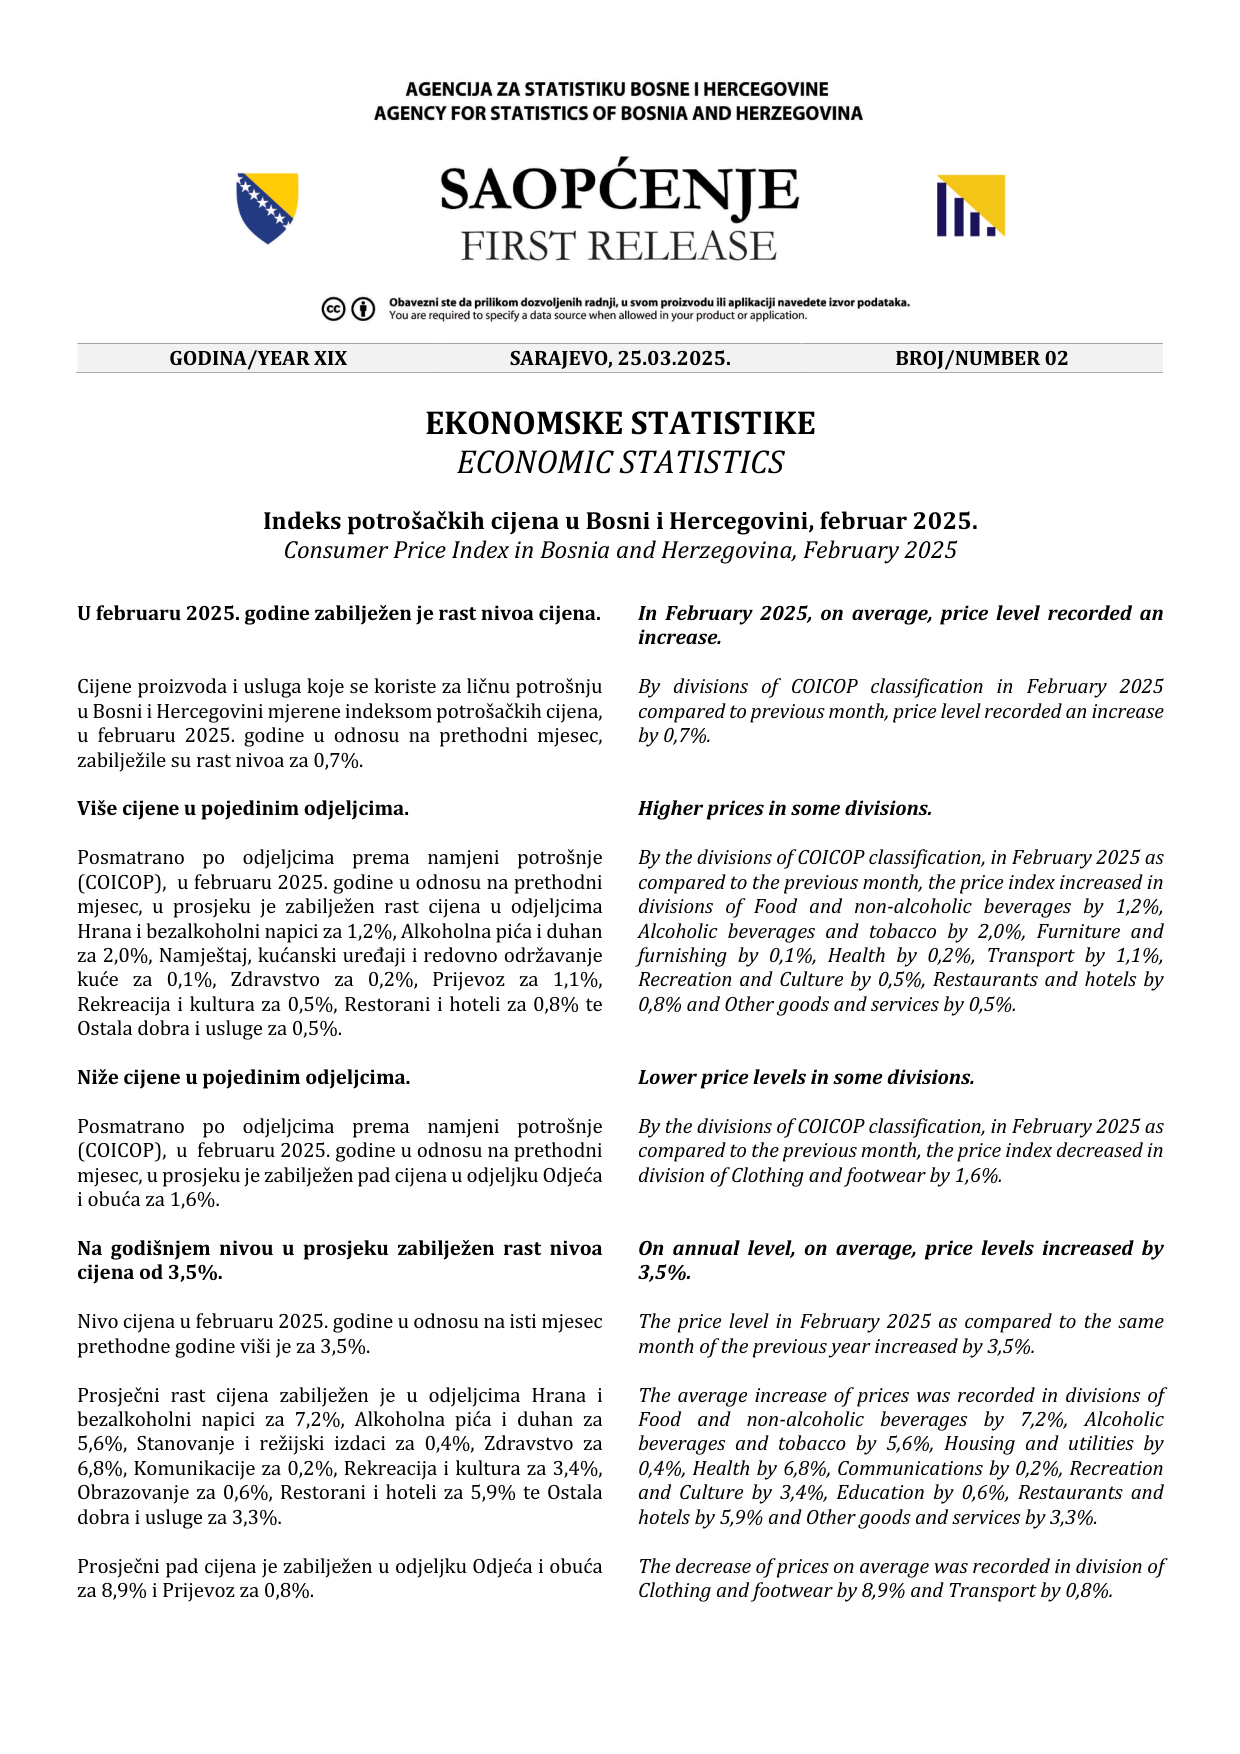 AGENCIJA ZA STATISTIKU BOSNE I HERCEGOVINE
AGENCY FOR STATISTICS OF BOSNIA AND HERZEGOVINA
SAOPĆENJE
FIRST RELEASE
cc
Obavezni ste da prilikom dozvoljenih radnji, u svom proizvodu ili aplikaciji navedete izvor podataka.
You are required to specify a data source when allowed in your product or application.
GODINA/YEAR XIX SARAJEVO, 25.03.2025. BROJ/NUMBER 02
EKONOMSKE STATISTIKE
ECONOMIC STATISTICS
Indeks potrošačkih cijena u Bosni i Hercegovini, februar 2025.
Consumer Price Index in Bosnia and Herzegovina, February 2025
U februaru 2025. godine zabilježen je rast nivoa cijena.
In February 2025, on average, price level recorded an
increase.
Cijene proizvoda i usluga koje se koriste za ličnu potrošnju
u Bosni i Hercegovini mjerene indeksom potrošačkih cijena,
u februaru 2025. godine u odnosu na prethodni mjesec,
zabilježile su rast nivoa za 0,7%.
By divisions of COICOP classification in February 2025
compared to previous month, price level recorded an increase
by 0,7%.
Više cijene u pojedinim odjeljcima.
Higher prices in some divisions.
Posmatrano po odjeljcima prema namjeni potrošnje
(COICOP), u februaru 2025. godine u odnosu na prethodni
mjesec, u prosjeku je zabilježen rast cijena u odjeljcima
Hrana i bezalkoholni napici za 1,2%, Alkoholna pića i duhan
za 2,0%, Namještaj, kućanski uređaji i redovno održavanje
kuće za 0,1%, Zdravstvo za 0,2%, Prijevoz za 1,1%,
Rekreacija i kultura za 0,5%, Restorani i hoteli za 0,8% te
Ostala dobra i usluge za 0,5%.
By the divisions of COICOP classification, in February 2025 as
compared to the previous month, the price index increased in
divisions of Food and non-alcoholic beverages by 1,2%,
Alcoholic beverages and tobacco by 2,0%, Furniture and
furnishing by 0,1%, Health by 0,2%, Transport by 1,1%,
Recreation and Culture by 0,5%, Restaurants and hotels by
0,8% and Other goods and services by 0,5%.
Niže cijene u pojedinim odjeljcima.
Lower price levels in some divisions.
Posmatrano po odjeljcima prema namjeni potrošnje
(COICOP), u februaru 2025. godine u odnosu na prethodni
mjesec, u prosjeku je zabilježen pad cijena u odjeljku Odjeća
i obuća za 1,6%.
By the divisions of COICOP classification, in February 2025 as
compared to the previous month, the price index decreased in
division of Clothing and footwear by 1,6%.
Na godišnjem nivou u prosjeku zabilježen rast nivoa
cijena od 3,5%.
On annual level, on average, price levels increased by
3,5%.
Nivo cijena u februaru 2025. godine u odnosu na isti mjesec
prethodne godine viši je za 3,5%.
The price level in February 2025 as compared to the same
month of the previous year increased by 3,5%.
Prosječni rast cijena zabilježen je u odjeljcima Hrana i
bezalkoholni napici za 7,2%, Alkoholna pića i duhan za
5,6%, Stanovanje i režijski izdaci za 0,4%, Zdravstvo za
6,8%, Komunikacije za 0,2%, Rekreacija i kultura za 3,4%,
Obrazovanje za 0,6%, Restorani i hoteli za 5,9% te Ostala
dobra i usluge za 3,3%.
The average increase of prices was recorded in divisions of
Food and non-alcoholic beverages by 7,2%, Alcoholic
beverages and tobacco by 5,6%, Housing and utilities by
0,4%, Health by 6,8%, Communications by 0,2%, Recreation
and Culture by 3,4%, Education by 0,6%, Restaurants and
hotels by 5,9% and Other goods and services by 3,3%.
Prosječni pad cijena je zabilježen u odjeljku Odjeća i obuća
za 8,9% i Prijevoz za 0,8%.
The decrease of prices on average was recorded in division of
Clothing and footwear by 8,9% and Transport by 0,8%.